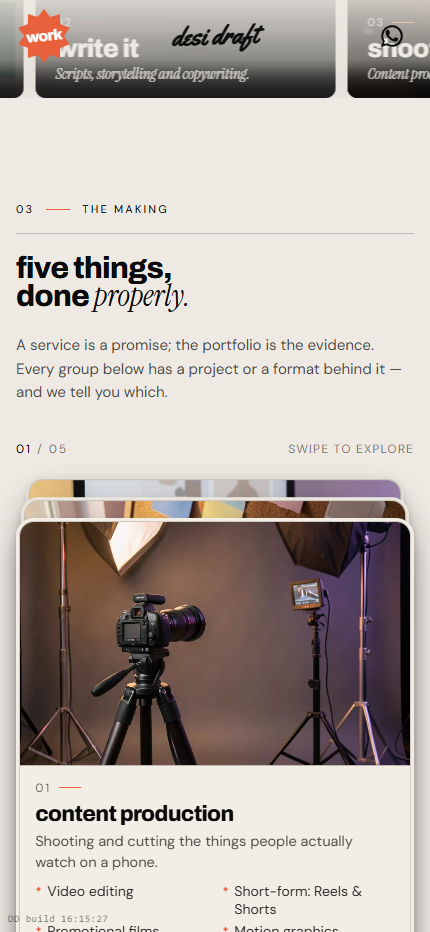 work
desi draft
02
write it
Scripts, storytelling and copywriting.
03
shoot
Content pro
03 THE MAKING
five things,
done properly.
A service is a promise; the portfolio is the evidence.
Every group below has a project or a format behind it —
and we tell you which.
01 / 05
SWIPE TO EXPLORE
01
content production
Shooting and cutting the things people actually
watch on a phone.
Video editing
Short-form: Reels &
Shorts
DD build 16:15:27
Promotional films
Motion graphics